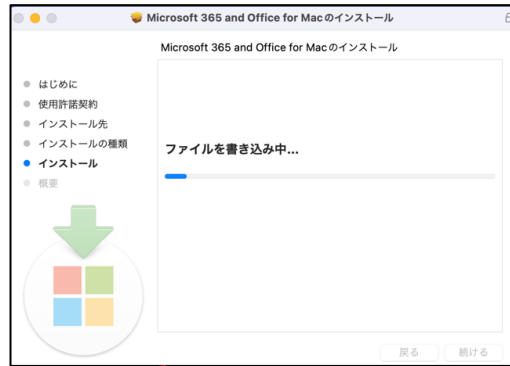 Microsoft 365 and Office for Macのインストール
Microsoft 365 and Office for Macのインストール
はじめに
使用許諾契約
インストール先
インストールの種類
インストール
概要
ファイルを書き込み中...
戻る
続ける